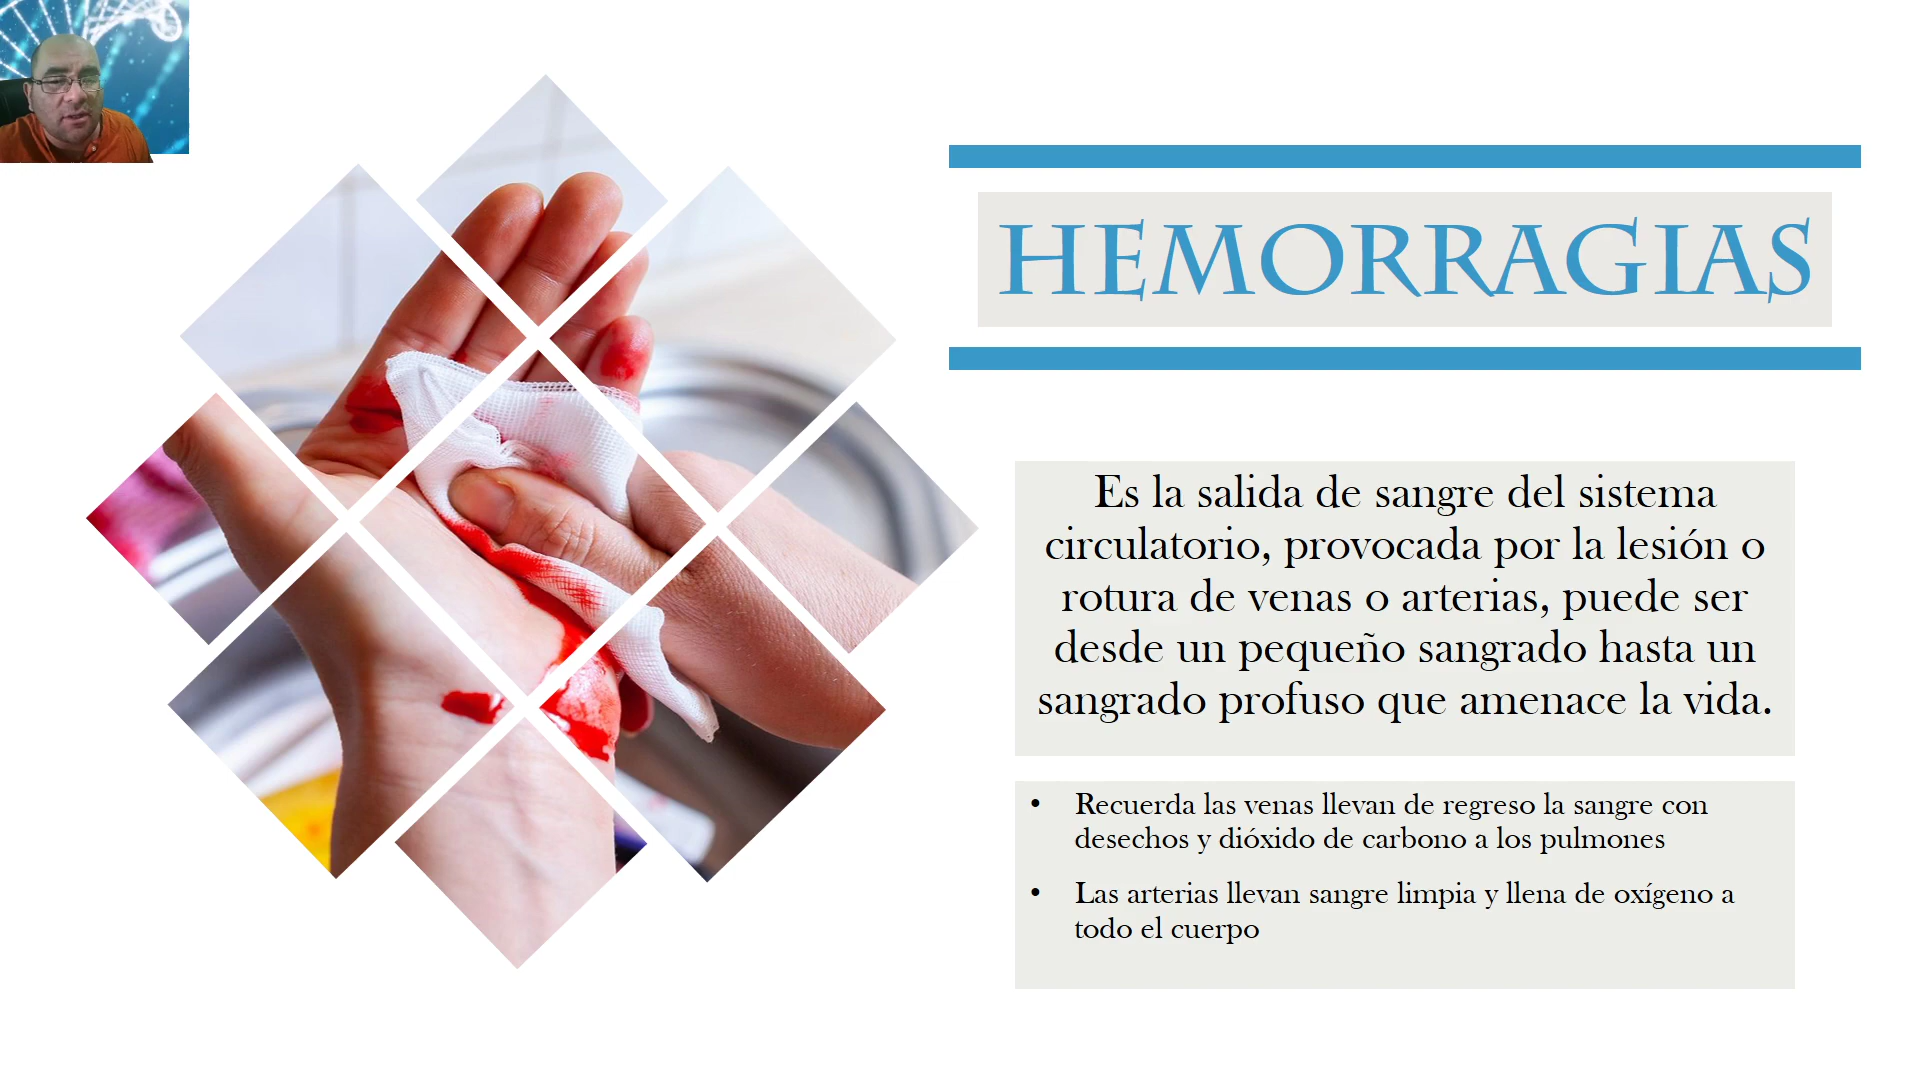 HEMORRAGIAS
Es la salida de sangre del sistema
circulatorio, provocada por la lesión o
rotura de venas o arterias, puede ser
desde un pequeño sangrado hasta un
sangrado profuso que amenace la vida.
• Recuerda las venas llevan de regreso la sangre con
desechos y dióxido de carbono a los pulmones
• Las arterias llevan sangre limpia y llena de oxígeno a
todo el cuerpo